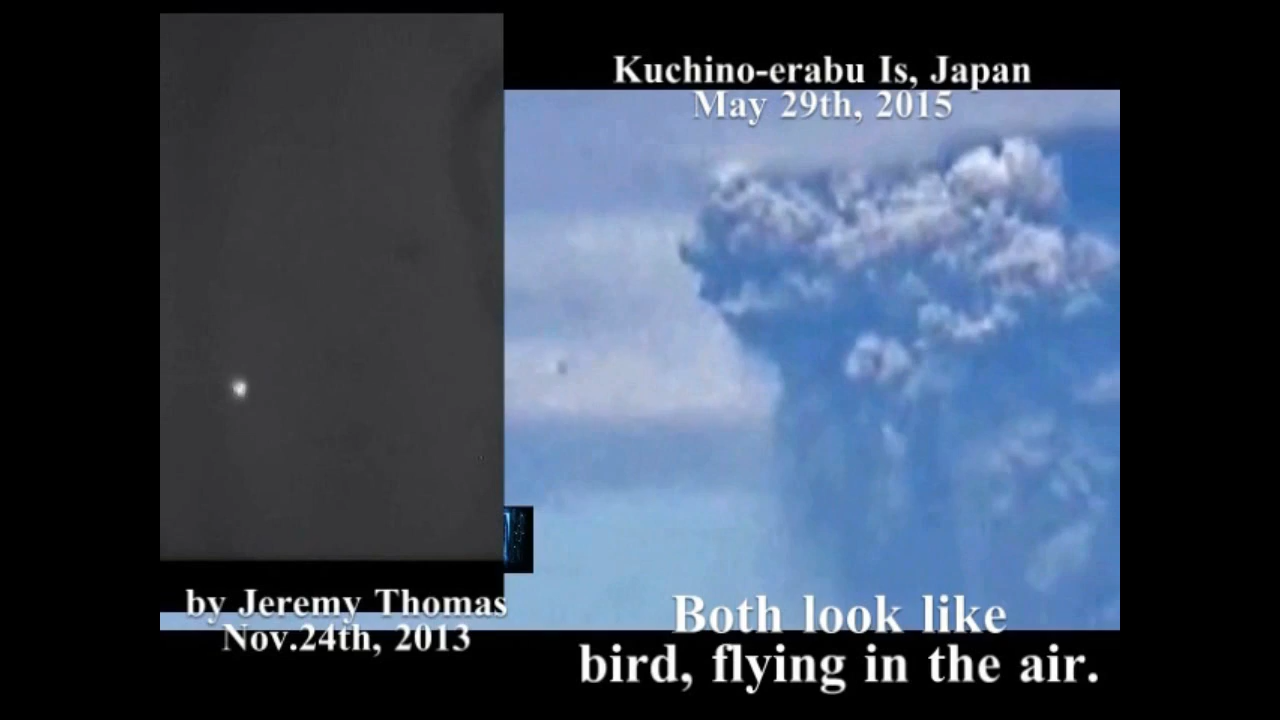 Kuchino-erabu Is, Japan
May 29th, 2015
by Jeremy Thomas
Nov.24th, 2013
Both look like
bird, flying in the air.